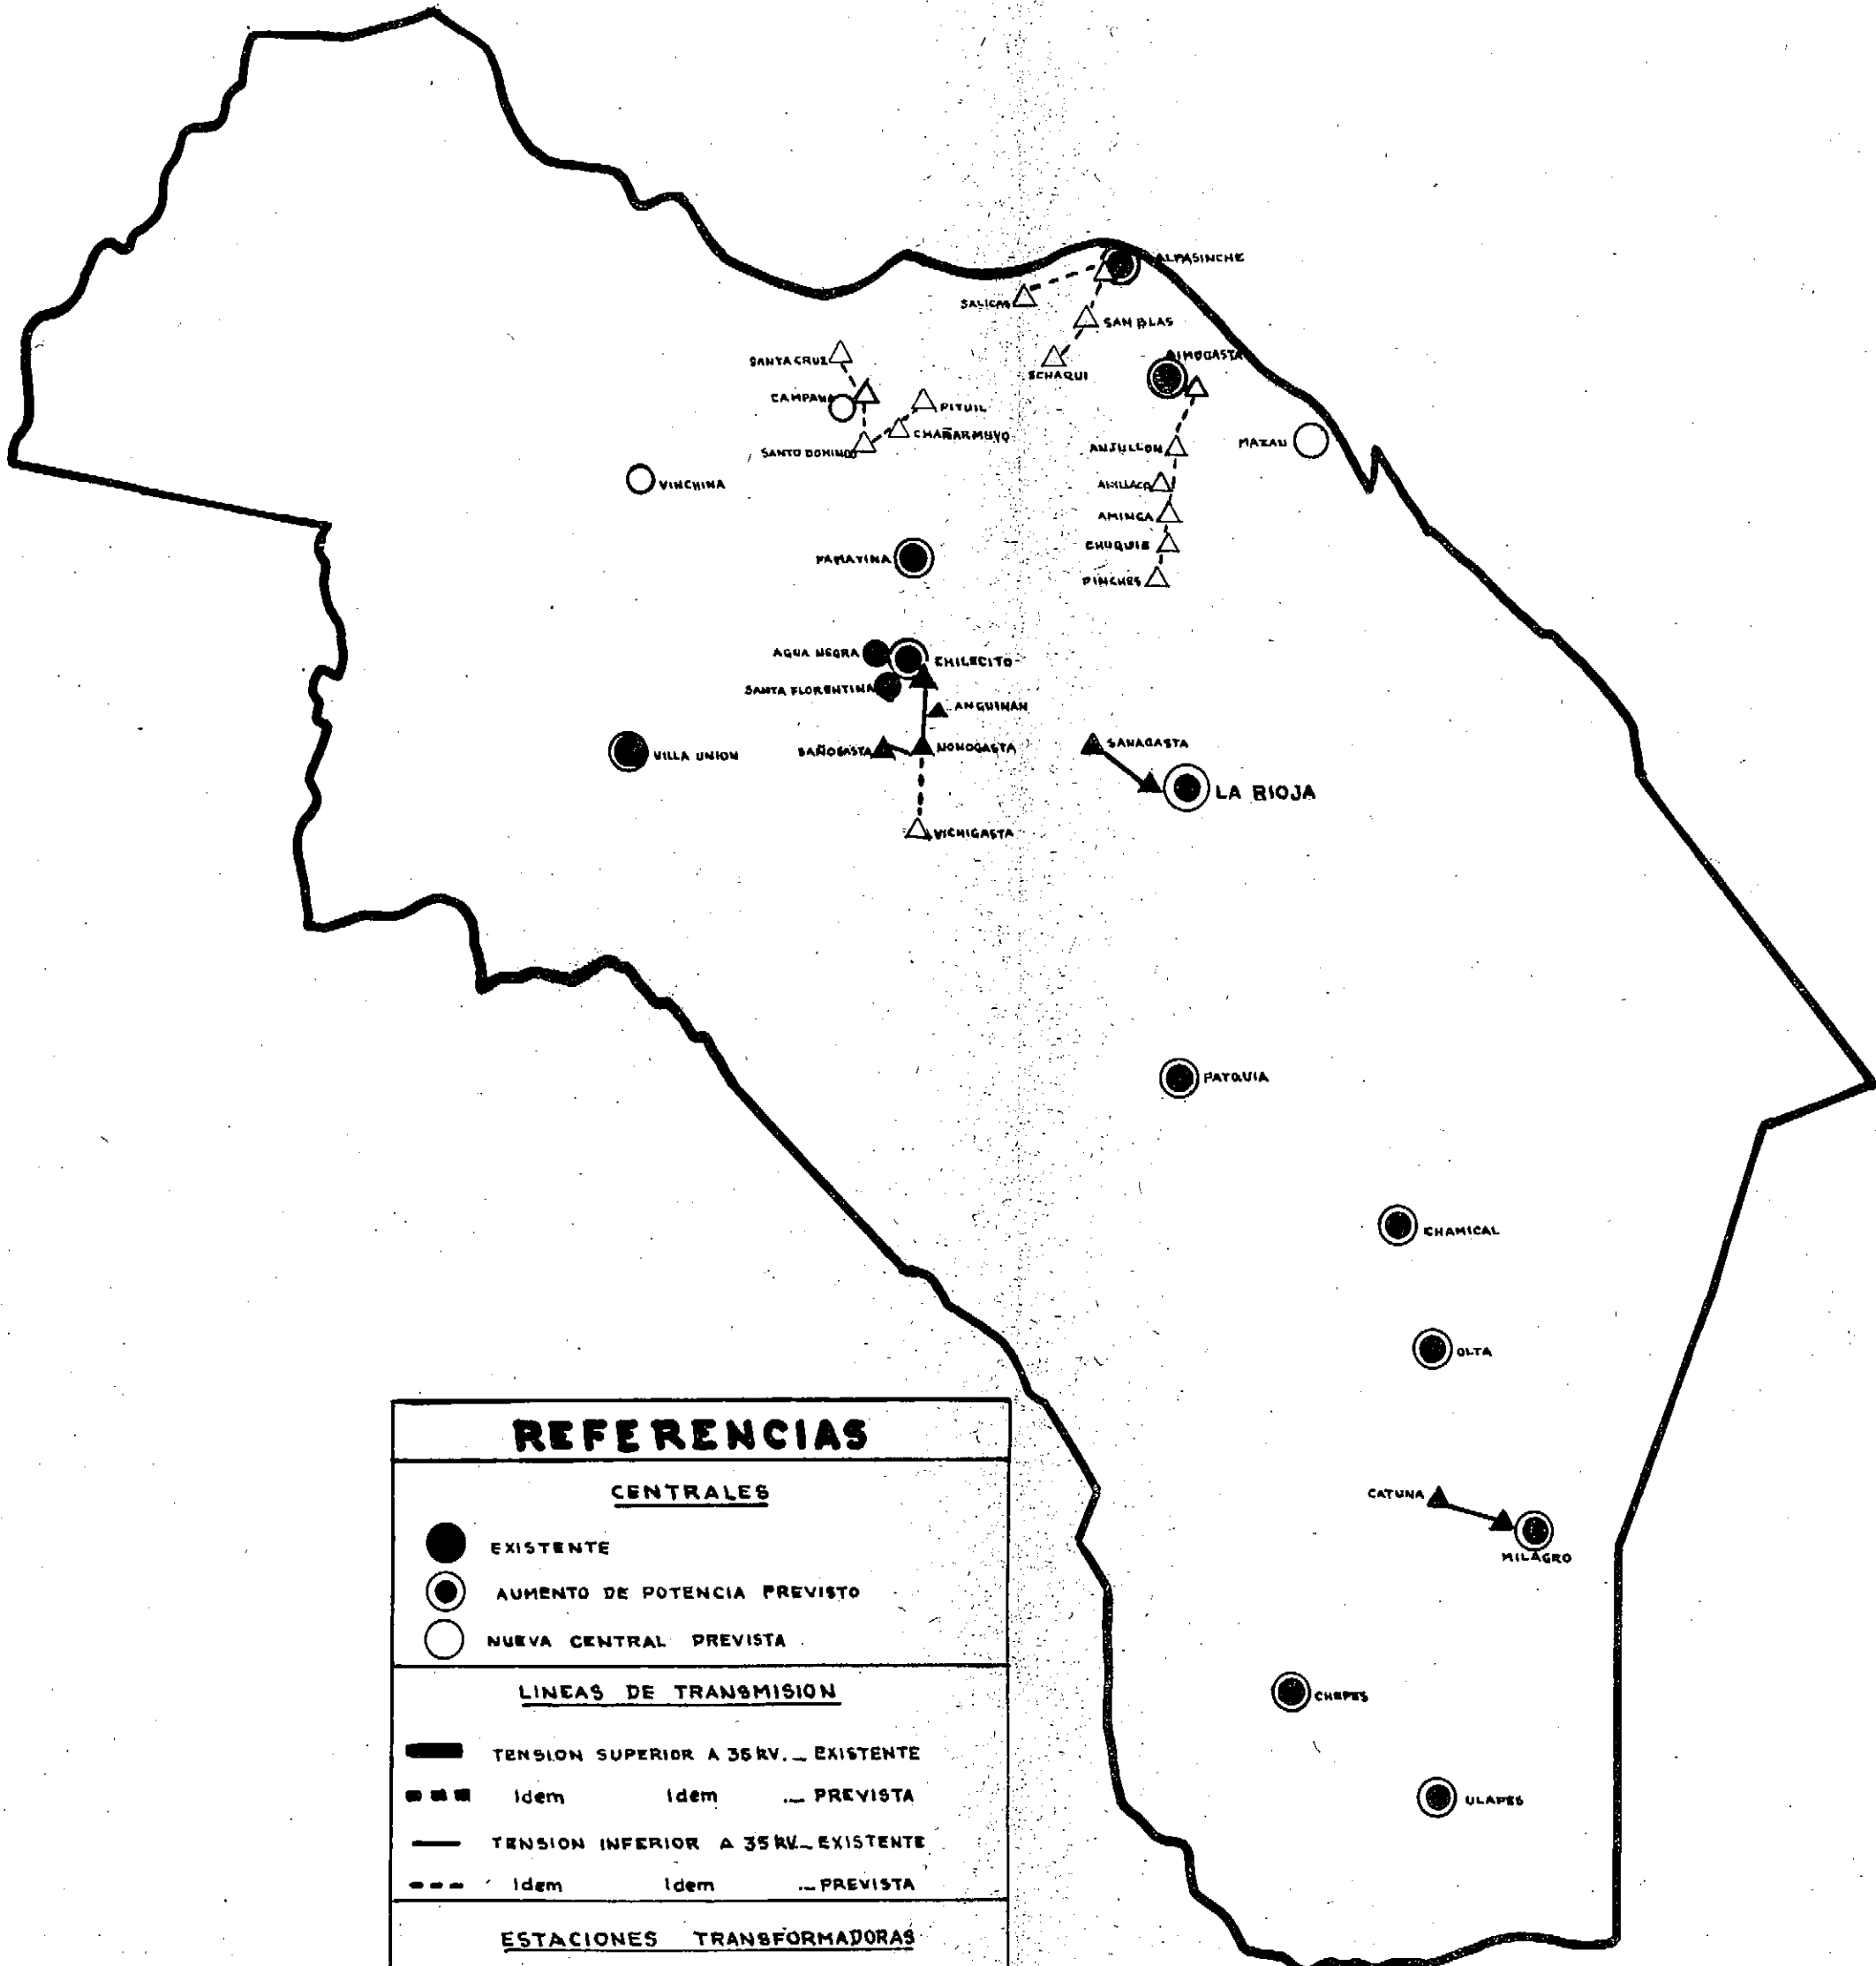 ALPASINCHE
SALICAS
SAN BLAS
SCHAQUI
AIMOGASTA
SANTA CRUZ
CAMPANA
PITUIL
CHAÑARMUYO
SANTO DOMINGO
ANJULLON
MAZAN
VINCHINA
AMINGA
CHUQUIS
PINCHES
FAMATINA
AGUA NEGRA
CHILECITO
SANTA FLORENTINA
ANGUINAN
VILLA UNION
SAÑOGASTA
NONOGASTA
SANAGASTA
LA RIOJA
VICHIGASTA
PATQUIA
CHAMICAL
OLTA
CATUNA
MILAGRO
CHEPES
ULAPES
REFERENCIAS
CENTRALES
EXISTENTE
AUMENTO DE POTENCIA PREVISTO
NUEVA CENTRAL PREVISTA
LINEAS DE TRANSMISION
TENSION SUPERIOR A 35 KV._ EXISTENTE
Idem Idem ._ PREVISTA
TENSION INFERIOR A 35 KV._ EXISTENTE
Idem Idem ._ PREVISTA
ESTACIONES TRANSFORMADORAS